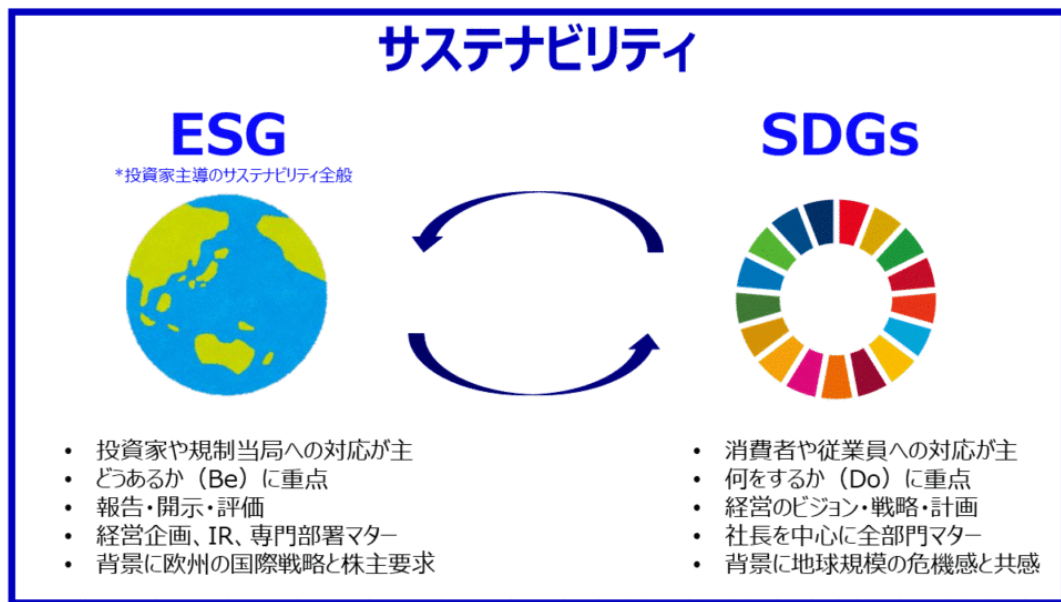 サステナビリティ
ESG
*投資家主導のサステナビリティ全般
• 投資家や規制当局への対応が主
• どうあるか（Be）に重点
• 報告・開示・評価
• 経営企画、IR、専門部署マター
• 背景に欧州の国際戦略と株主要求
SDGs
• 消費者や従業員への対応が主
• 何をするか（Do）に重点
• 経営のビジョン・戦略・計画
• 社長を中心に全部門マター
• 背景に地球規模の危機感と共感